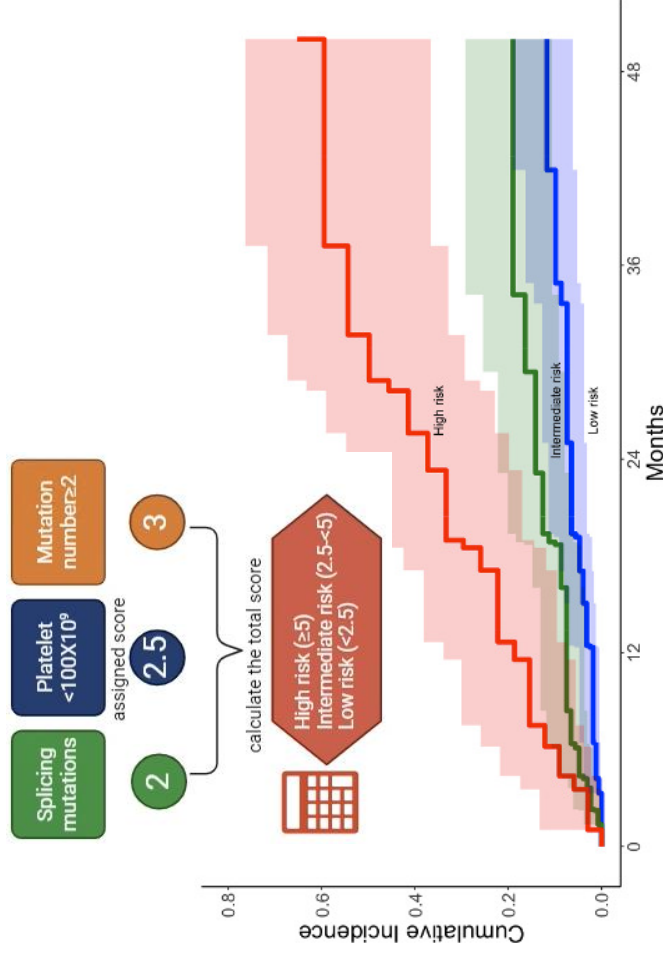 Splicing
mutations
Platelet
<100X10⁹
Mutation
number≥2
assigned score
2
2.5
3
calculate the total score
High risk (≥5)
Intermediate risk (2.5-<5)
Low risk (<2.5)
Cumulative Incidence
0.8
0.6
0.4
0.2
0.0
High risk
Intermediate risk
Low risk
0
12
24
36
48
Months